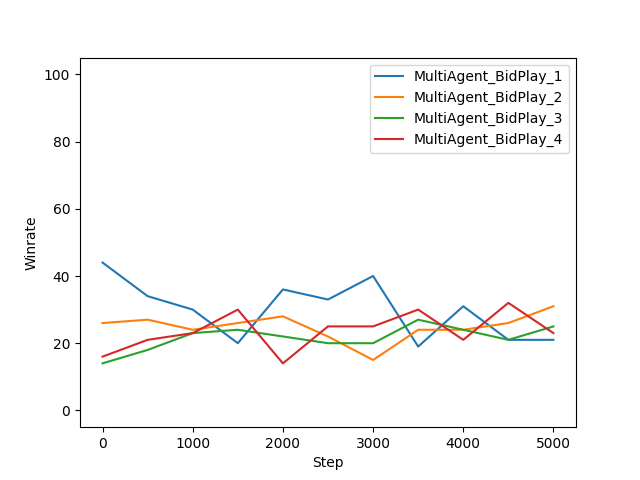 100
80
60
40
20
0
Winrate
MultiAgent_BidPlay_1
MultiAgent_BidPlay_2
MultiAgent_BidPlay_3
MultiAgent_BidPlay_4
0 1000 2000 3000 4000 5000
Step